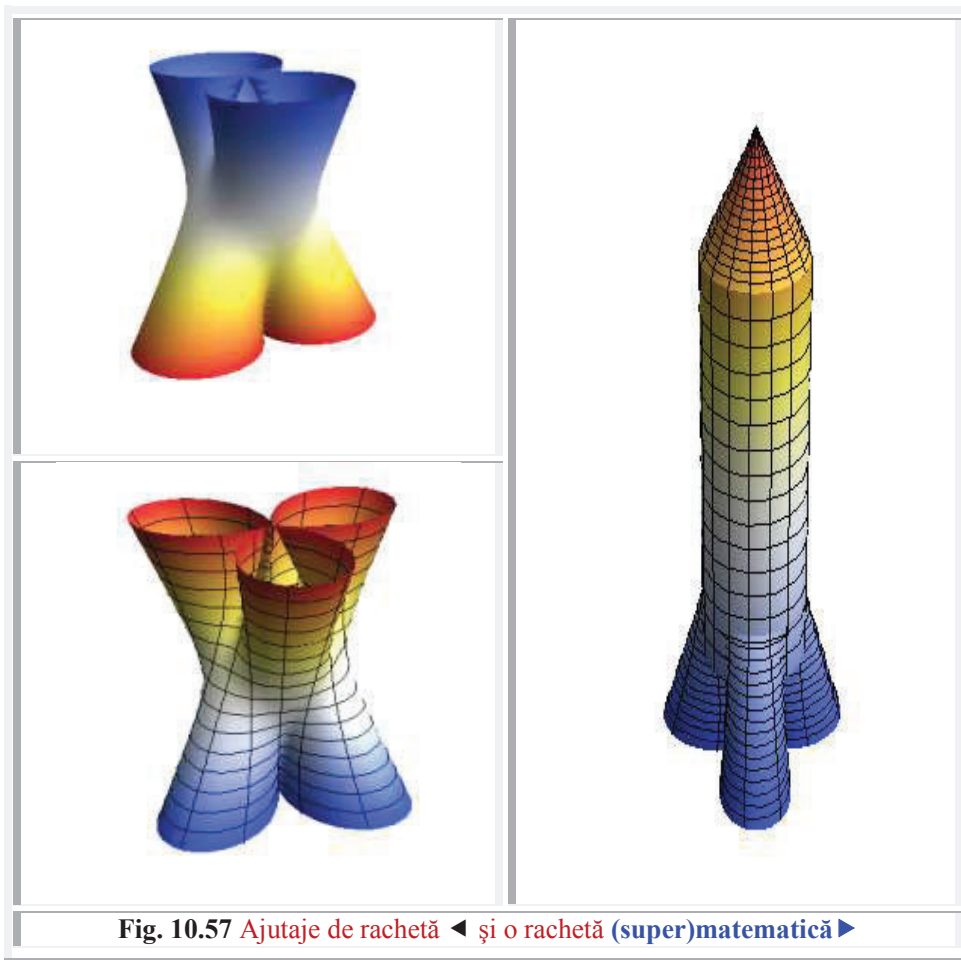 Fig. 10.57 Ajutaje de rachetă ◄ şi o rachetă (super)matematică►